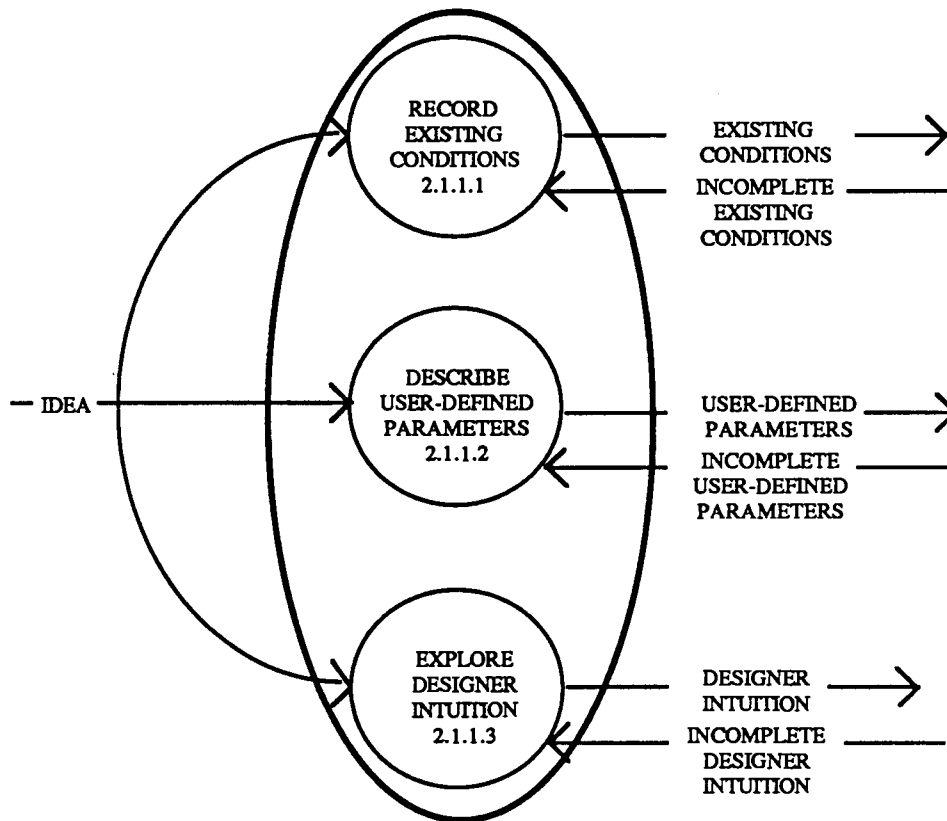 RECORD
EXISTING
CONDITIONS
2.1.1.1
EXISTING
CONDITIONS
INCOMPLETE
EXISTING
CONDITIONS
IDEA
DESCRIBE
USER-DEFINED
PARAMETERS
2.1.1.2
USER-DEFINED
PARAMETERS
INCOMPLETE
USER-DEFINED
PARAMETERS
EXPLORE
DESIGNER
INTUITION
2.1.1.3
DESIGNER
INTUITION
INCOMPLETE
DESIGNER
INTUITION